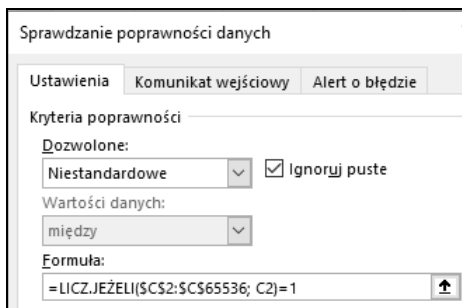 Sprawdzanie poprawności danych
Ustawienia Komunikat wejściowy Alert o błędzie
Kryteria poprawności
Dozwolone:
Niestandardowe Ignoruj puste
Wartości danych:
między
Formuła:
=LICZ.JEŻELI($C$2:$C$65536; C2)=1